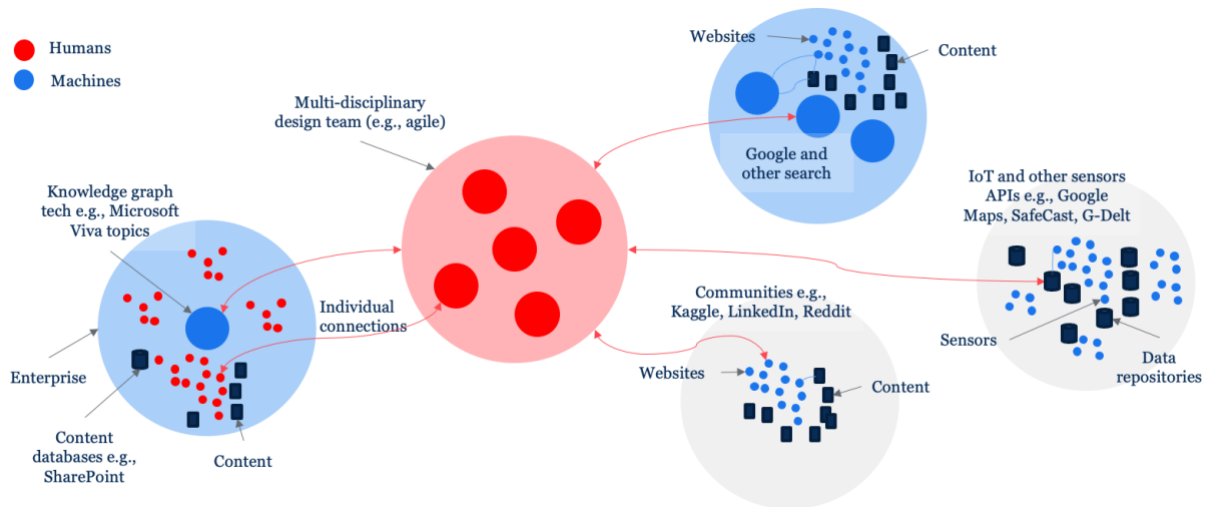 Humans
Machines
Multi-disciplinary
design team (e.g., agile)
Websites
Content
Google and
other search
Knowledge graph
tech e.g., Microsoft
Viva topics
IoT and other sensors
APIs e.g., Google
Maps, SafeCast, G-Delt
Individual
connections
Communities e.g.,
Kaggle, LinkedIn, Reddit
Enterprise
Websites
Content
Sensors
Data
repositories
Content
databases e.g.,
SharePoint
Content